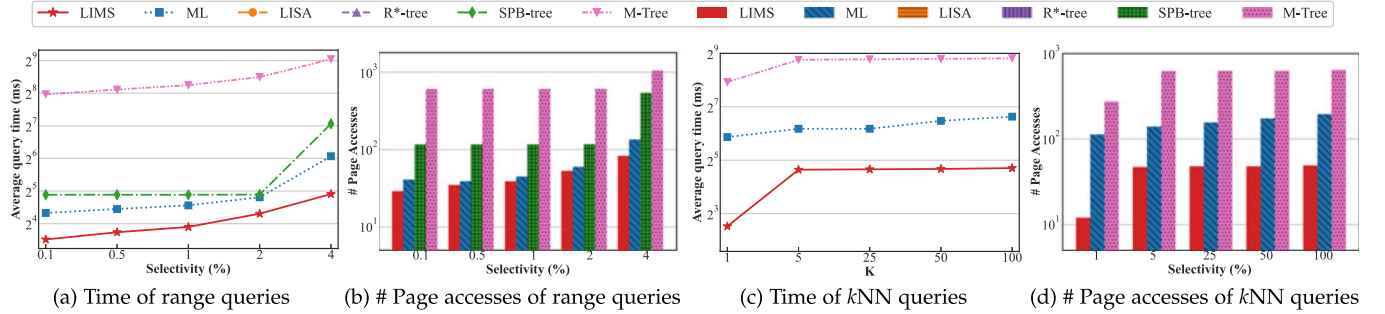 LIMS ML LISA R*-tree SPB-tree M-Tree LIMS ML LISA R*-tree SPB-tree M-Tree
Average query time (ms)
2^9
2^8
2^7
2^6
2^5
2^4
0.1 0.5 1 2 4
Selectivity (%)
(a) Time of range queries
# Page Accesses
10^3
10^2
10^1
0.1 0.5 1 2 4
Selectivity (%)
(b) # Page accesses of range queries
Average query time (ms)
2^9
2^7
2^5
2^3
1 5 25 50 100
K
(c) Time of kNN queries
# Page Accesses
10^3
10^2
10^1
1 5 25 50 100
Selectivity (%)
(d) # Page accesses of kNN queries